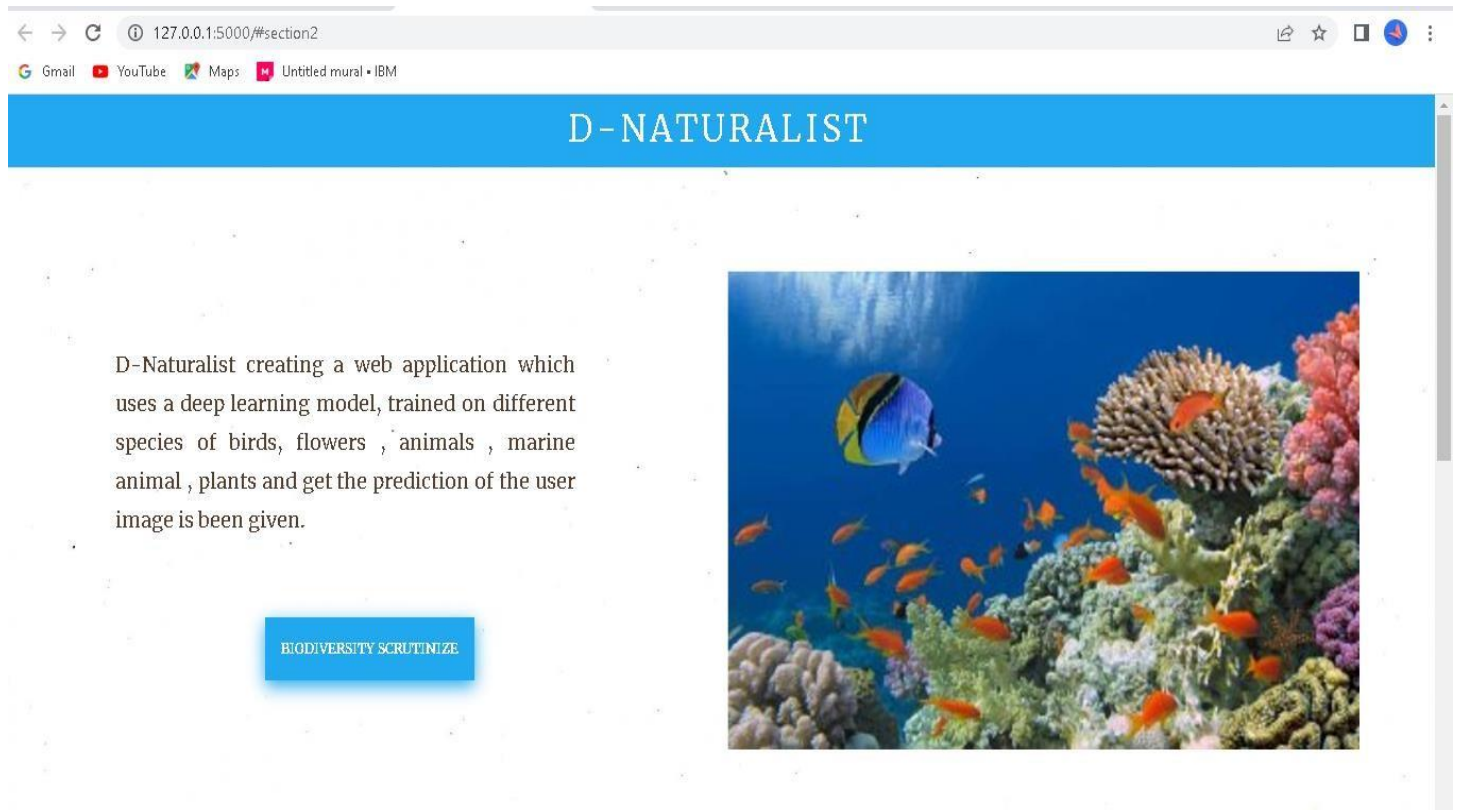 127.0.0.1:5000/#section2
Gmail YouTube Maps Untitled mural • IBM
D-NATURALIST
D-Naturalist creating a web application which
uses a deep learning model, trained on different
species of birds, flowers , animals , marine
animal , plants and get the prediction of the user
image is been given.
BIODIVERSITY SCRUTINIZE